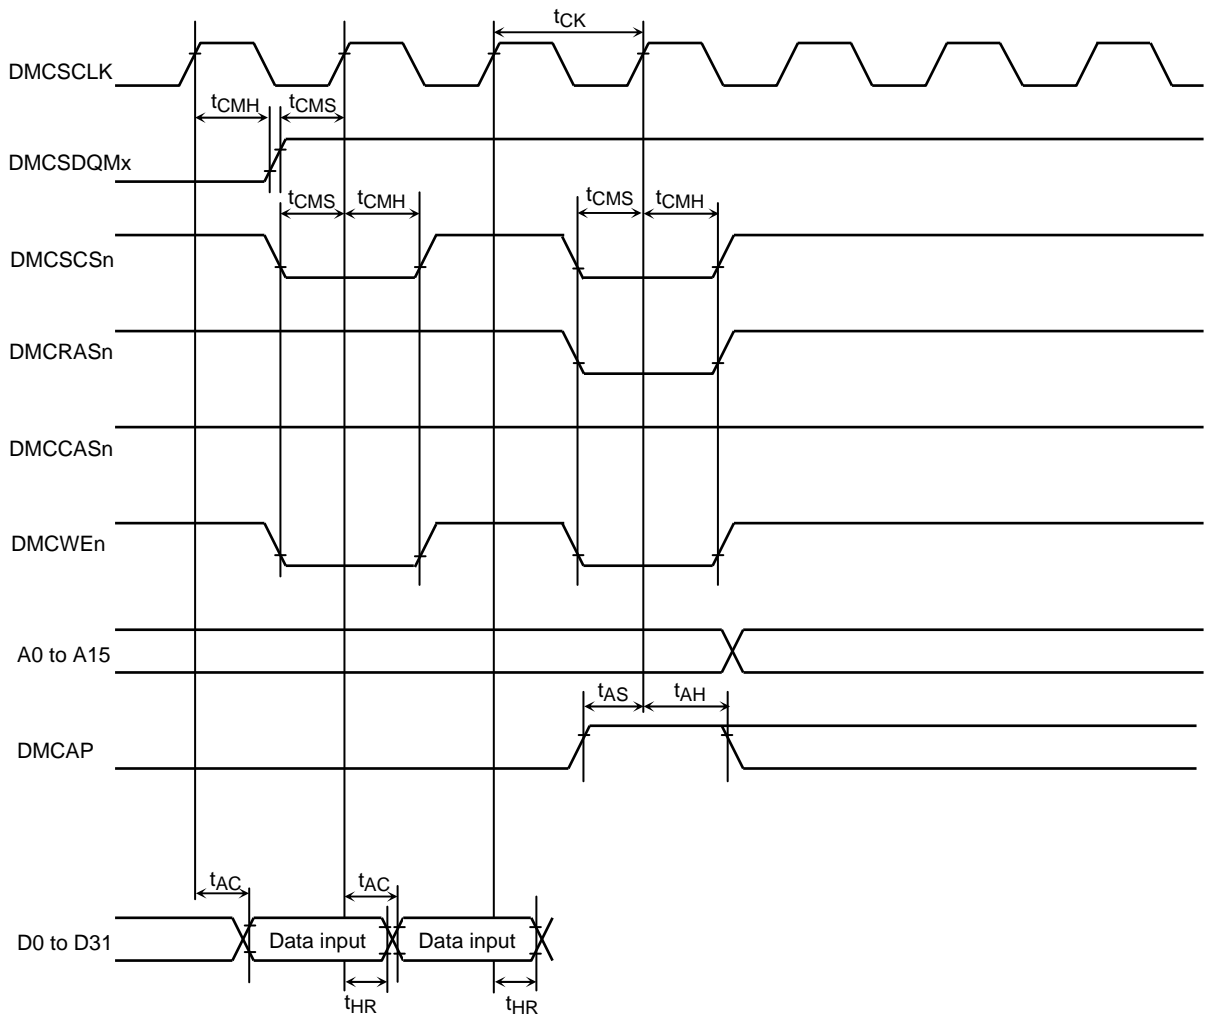 tCK
DMCSCLK
tCMH tCMS
DMCSDQMx
tCMS tCMH tCMS tCMH
DMCSCSn
DMCRASn
DMCCASn
DMCWEn
A0 to A15
tAS tAH
DMCAP
tAC tAC
D0 to D31 Data input Data input
tHR tHR